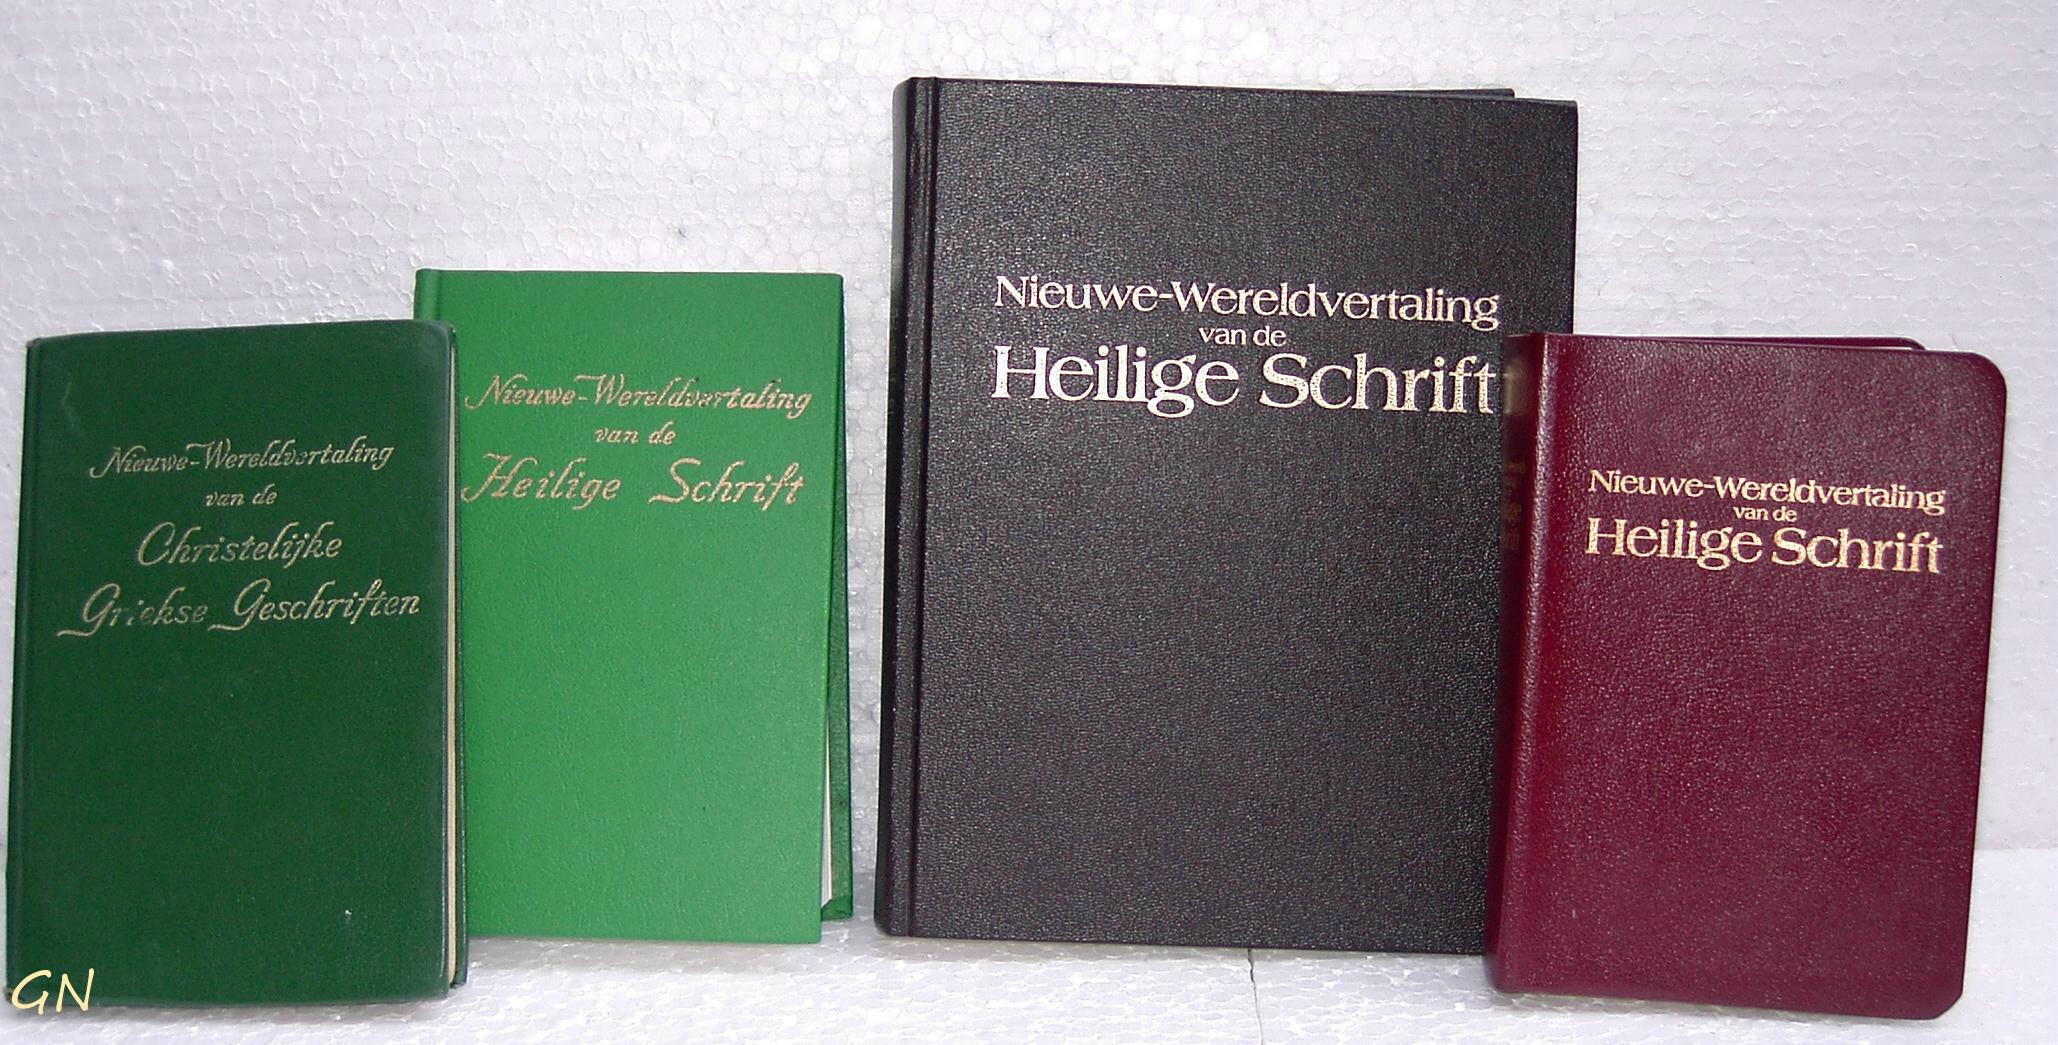 Nieuwe-Wereldvertaling
van de
Christelijke
Griekse Geschriften
Nieuwe-Wereldvertaling
van de
Heilige Schrift
Nieuwe-Wereldvertaling
van de
Heilige Schrift
Nieuwe-Wereldvertaling
van de
Heilige Schrift
GN